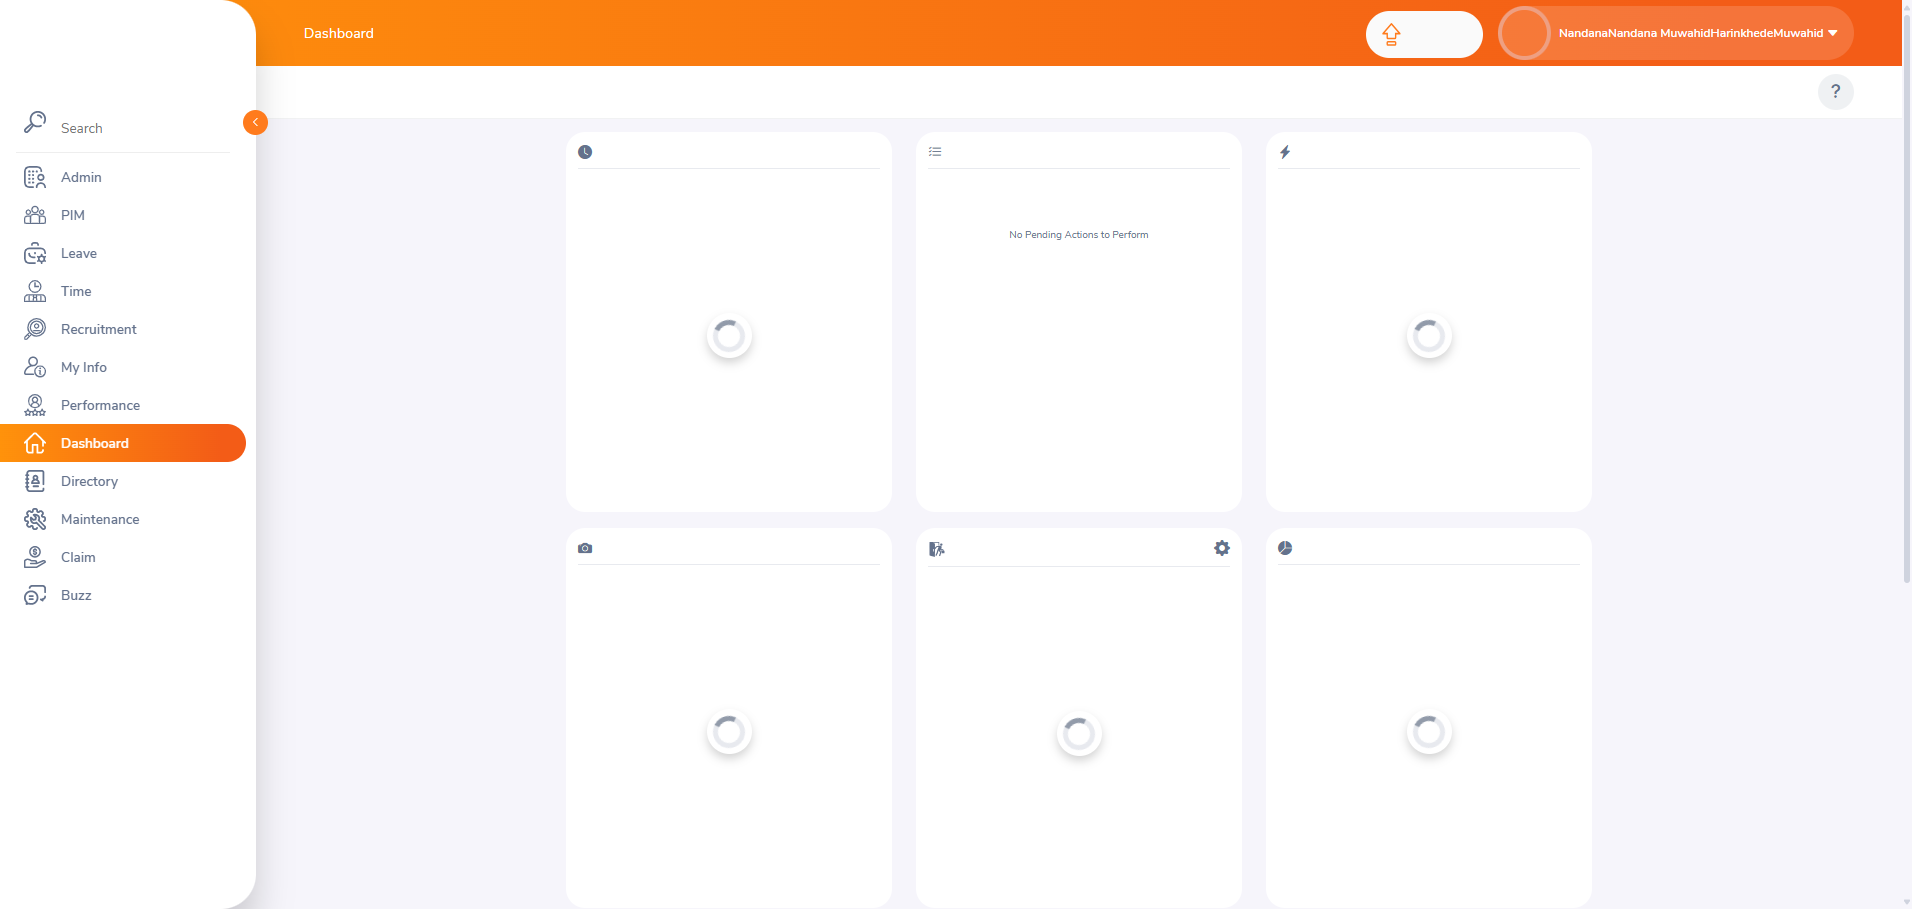 Dashboard
NandanaNandana MuwahidHarinkhedeMuwahid
?
Search
Admin
PIM
Leave
Time
Recruitment
My Info
Performance
Dashboard
Directory
Maintenance
Claim
Buzz
No Pending Actions to Perform